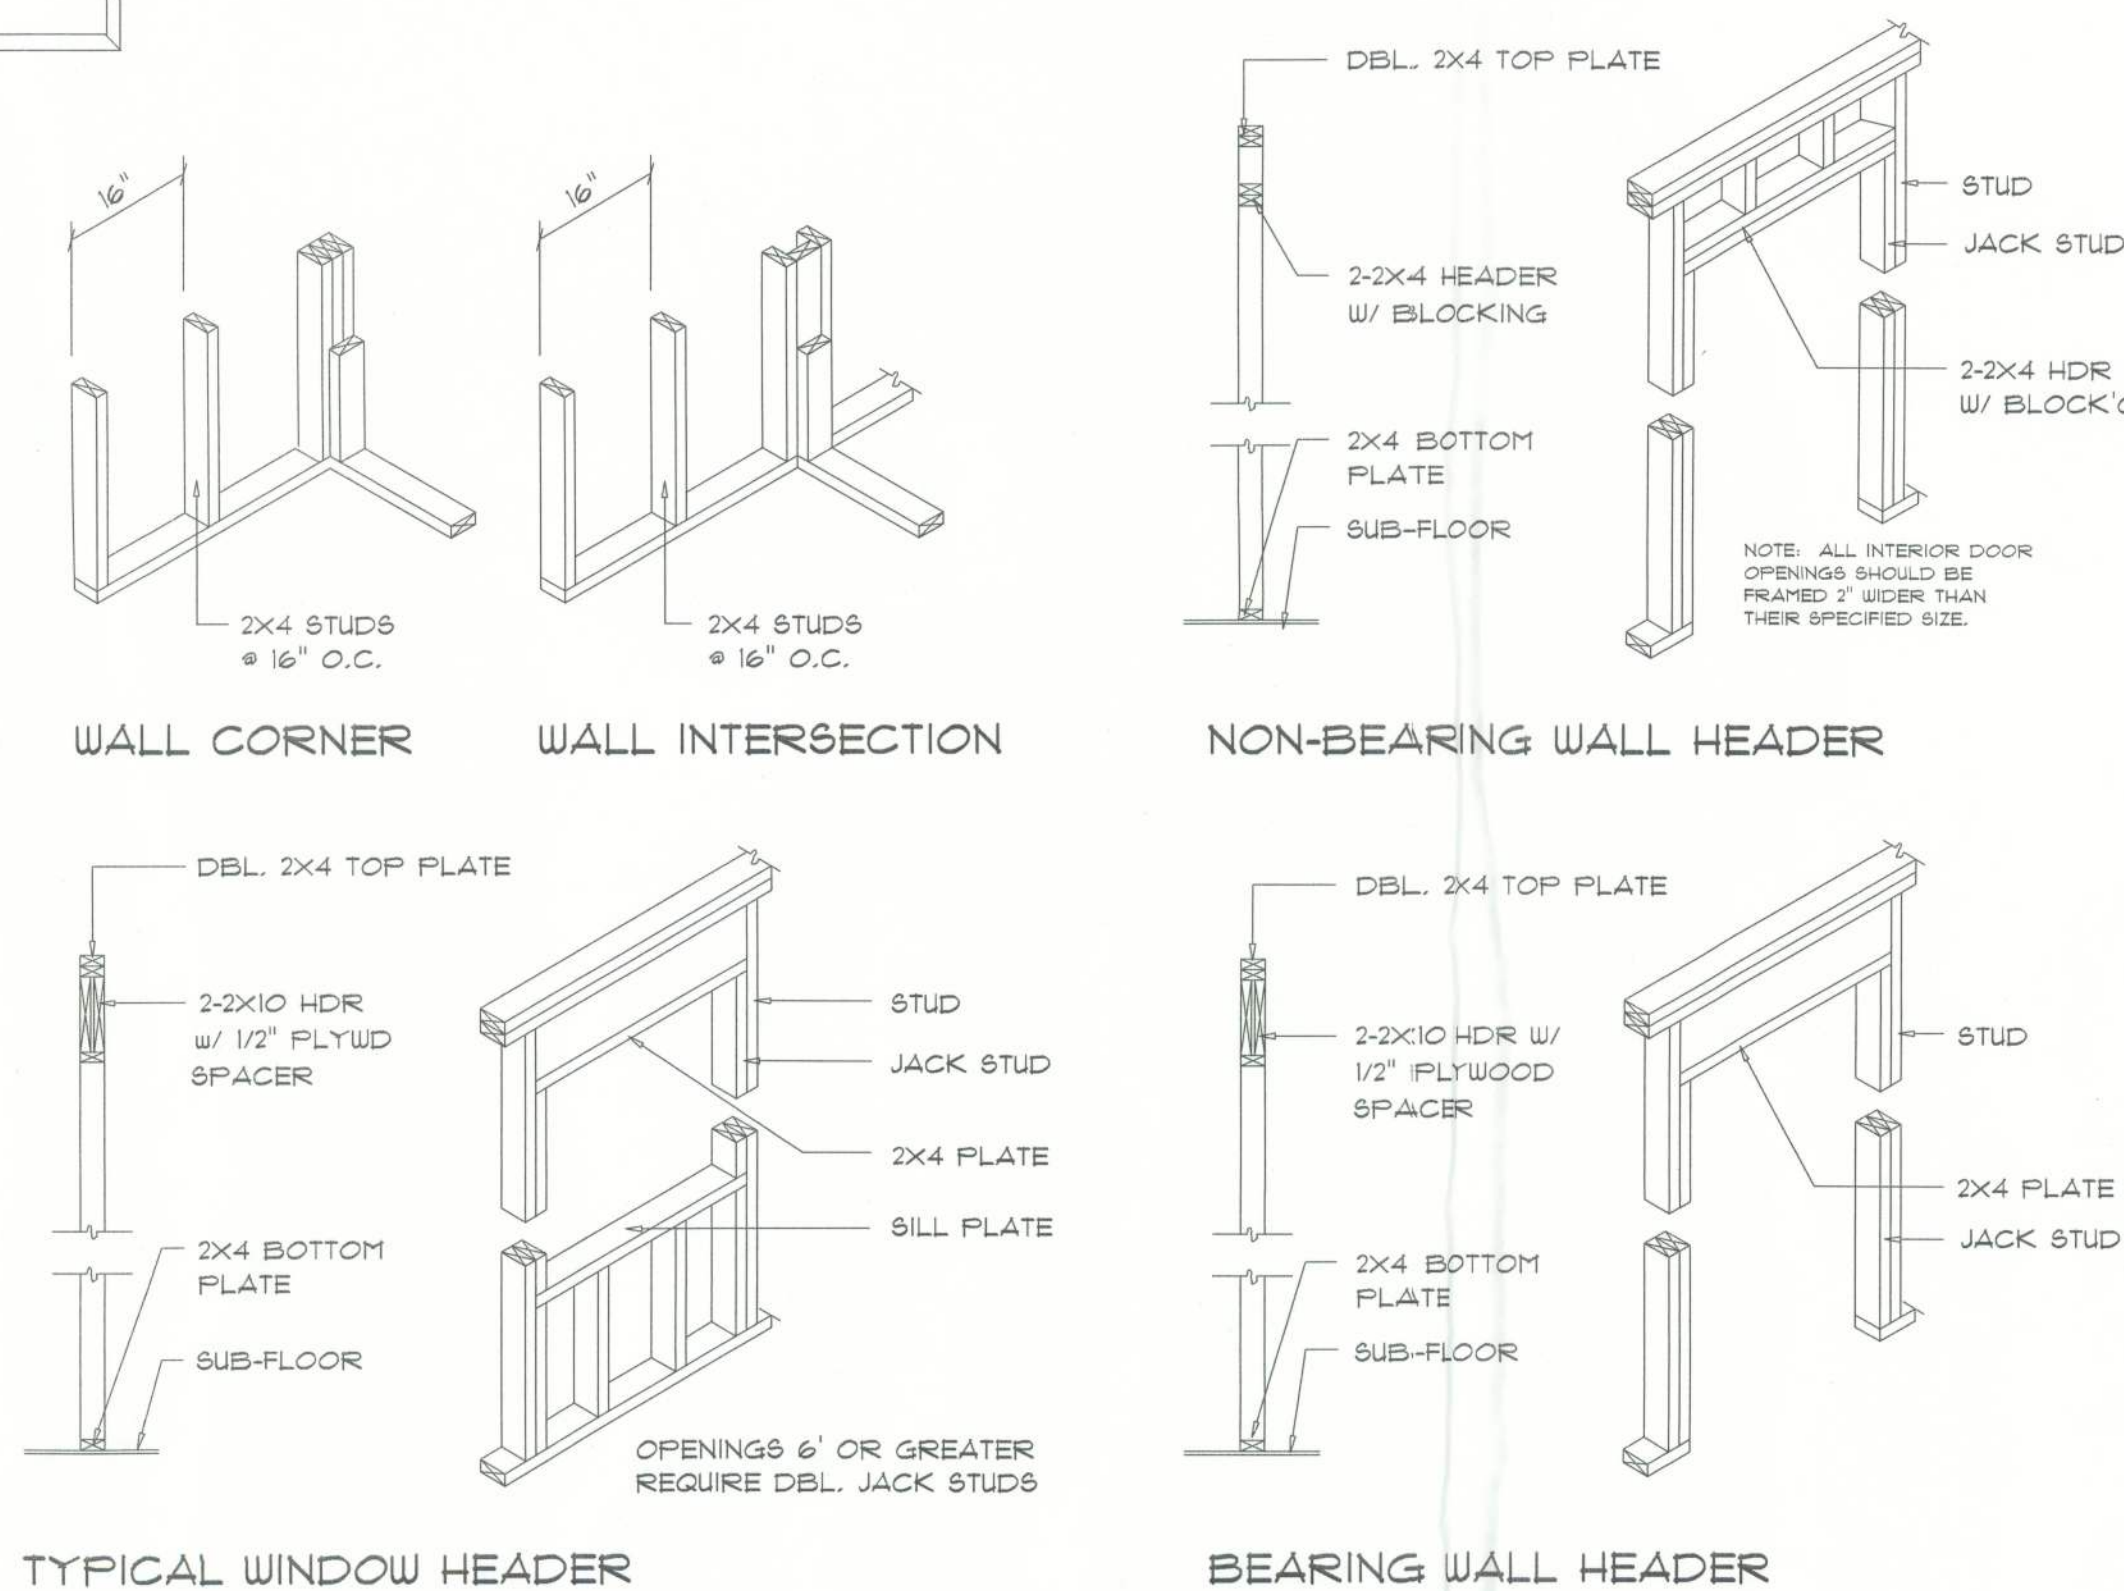 16"
2X4 STUDS
@ 16" O.C.
WALL CORNER
16"
2X4 STUDS
@ 16" O.C.
WALL INTERSECTION
DBL. 2X4 TOP PLATE
2-2X4 HEADER
W/ BLOCKING
2X4 BOTTOM
PLATE
SUB-FLOOR
STUD
JACK STUD
2-2X4 HDR
W/ BLOCK'
NOTE: ALL INTERIOR DOOR
OPENINGS SHOULD BE
FRAMED 2" WIDER THAN
THEIR SPECIFIED SIZE.
NON-BEARING WALL HEADER
DBL. 2X4 TOP PLATE
2-2X10 HDR
w/ 1/2" PLYWD
SPACER
2X4 BOTTOM
PLATE
SUB-FLOOR
STUD
JACK STUD
2X4 PLATE
SILL PLATE
OPENINGS 6' OR GREATER
REQUIRE DBL. JACK STUDS
TYPICAL WINDOW HEADER
DBL. 2X4 TOP PLATE
2-2X10 HDR W/
1/2" PLYWOOD
SPACER
2X4 BOTTOM
PLATE
SUB-FLOOR
STUD
2X4 PLATE
JACK STUD
BEARING WALL HEADER